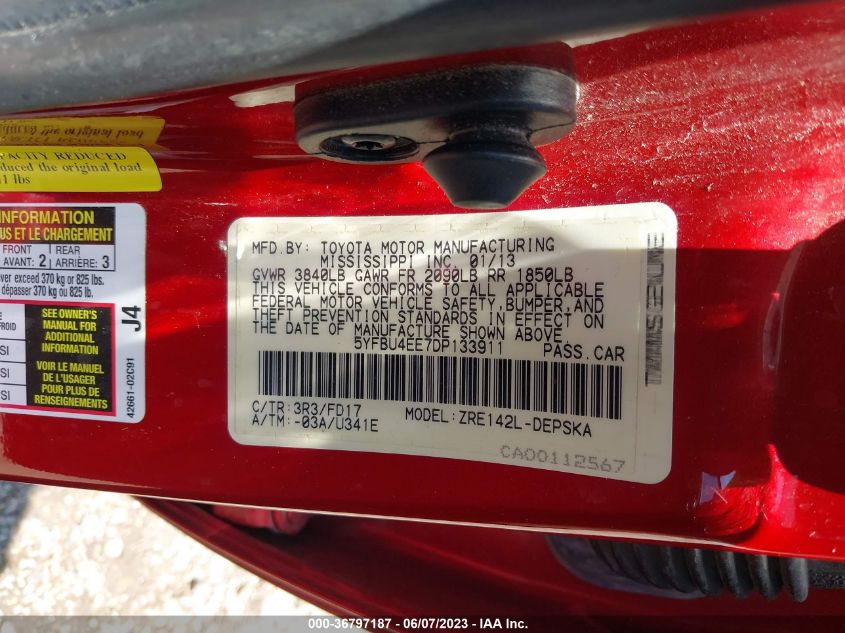 PACITY REDUCED
duced the original load
1 lbs
INFORMATION
US ET LE CHARGEMENT
FRONT
AVANT: 2
REAR
ARRIÈRE: 3
ver exceed 370 kg or 825 lbs.
dépasser 370 kg ou 825 lb.
SEE OWNER'S
MANUAL FOR
ADDITIONAL
INFORMATION
VOIR LE MANUEL
DE L'USAGER
POUR PLUS DE
RENSEIGNEMENTS
J4
42661-02C91
MFD.BY: TOYOTA MOTOR MANUFACTURING
MISSISSIPPI INC. 01/13
GVWR 3840LB GAWR FR 2090LB RR 1850LB
THIS VEHICLE CONFORMS TO ALL APPLICABLE
FEDERAL MOTOR VEHICLE SAFETY, BUMPER, AND
THEFT PREVENTION STANDARDS IN EFFECT ON
THE DATE OF MANUFACTURE SHOWN ABOVE.
5YFBU4EE7DP133911 PASS.CAR
C/TR: 3R3/FD17 MODEL: ZRE142L-DEPSKA
A/TM: -03A/U341E
CA00112567
000-36797187 - 06/07/2023 - IAA Inc.